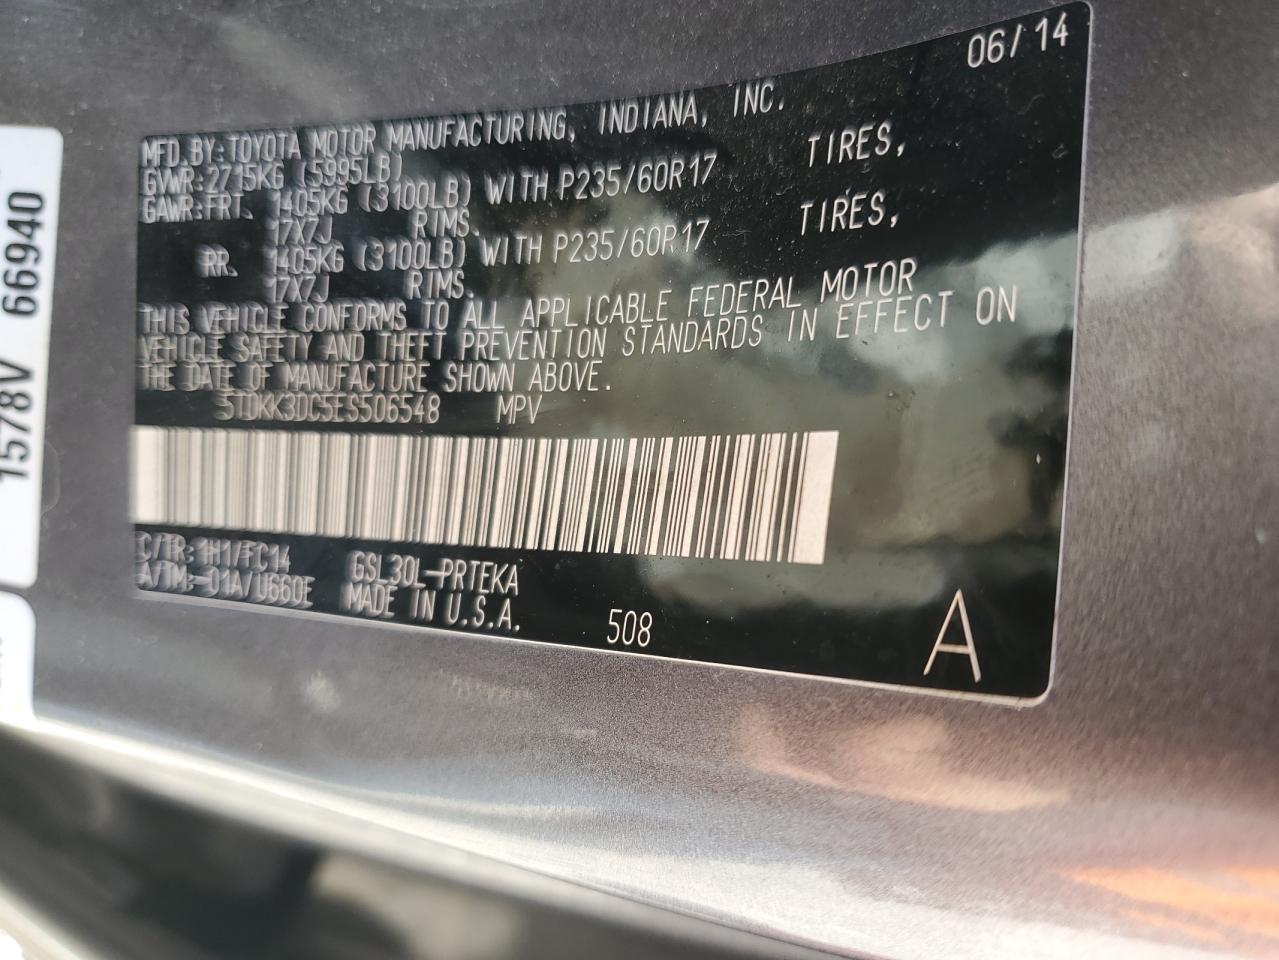 06/14
MFD.BY:TOYOTA MOTOR MANUFACTURING, INDIANA, INC.
GVWR:2715KG (5995LB)
GAWR:FRT. 1405KG (3100LB) WITH P235/60R17 TIRES,
17X7J RIMS.
RR. 1405KG (3100LB) WITH P235/60R17 TIRES,
17X7J RIMS.
THIS VEHICLE CONFORMS TO ALL APPLICABLE FEDERAL MOTOR
VEHICLE SAFETY AND THEFT PREVENTION STANDARDS IN EFFECT ON
THE DATE OF MANUFACTURE SHOWN ABOVE.
5TDKK3DC5ES506548 MPV
C/TR:1H1/FC14 GSL30L-PRTEKA
A/TM:-01A/U660E MADE IN U.S.A.
508
A
1578V 66940